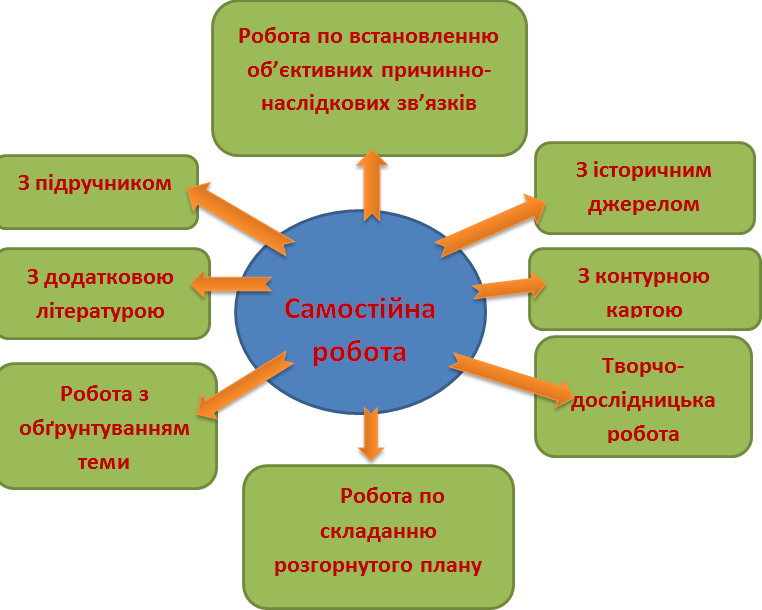 Робота по встановленню
об’єктивних причинно-
наслідкових зв’язків
З підручником
З історичним
джерелом
З додатковою
літературою
Самостійна
робота
З контурною
картою
Робота з
обґрунтуванням
теми
Творчо-
дослідницька
робота
Робота по
складанню
розгорнутого плану